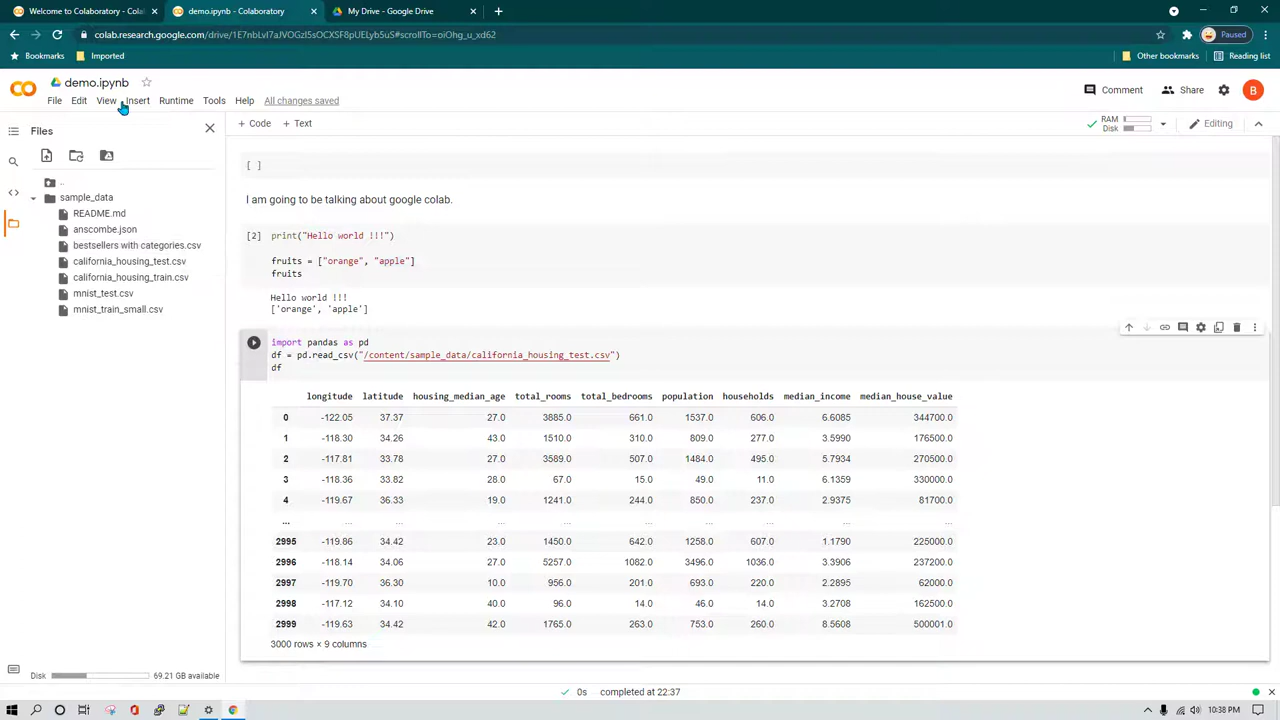 Welcome to Colaboratory - Colab
demo.ipynb - Colaboratory
My Drive - Google Drive
colab.research.google.com/drive/1E7nbLvI7aJVOGzI5sOCXSF8pUELyb5uS#scrollTo=oiOhg_u_xd62
Paused
Bookmarks
Imported
Other bookmarks
Reading list
demo.ipynb
File Edit View Insert Runtime Tools Help All changes saved
Comment
Share
B
Files
+ Code + Text
RAM
Disk
Editing
..
sample_data
README.md
anscombe.json
bestsellers with categories.csv
california_housing_test.csv
california_housing_train.csv
mnist_test.csv
mnist_train_small.csv
[ ]
I am going to be talking about google colab.
[2] print("Hello world !!!")
fruits = ["orange", "apple"]
fruits
Hello world !!!
['orange', 'apple']
import pandas as pd
df = pd.read_csv("/content/sample_data/california_housing_test.csv")
df
longitude latitude housing_median_age total_rooms total_bedrooms population households median_income median_house_value
0 -122.05 37.37 27.0 3885.0 661.0 1537.0 606.0 6.6085 344700.0
1 -118.30 34.26 43.0 1510.0 310.0 809.0 277.0 3.5990 176500.0
2 -117.81 33.78 27.0 3589.0 507.0 1484.0 495.0 5.7934 270500.0
3 -118.36 33.82 28.0 67.0 15.0 49.0 11.0 6.1359 330000.0
4 -119.67 36.33 19.0 1241.0 244.0 850.0 237.0 2.9375 81700.0
... ... ... ... ... ... ... ... ... ...
2995 -119.86 34.42 23.0 1450.0 642.0 1258.0 607.0 1.1790 225000.0
2996 -118.14 34.06 27.0 5257.0 1082.0 3496.0 1036.0 3.3906 237200.0
2997 -119.70 36.30 10.0 956.0 201.0 693.0 220.0 2.2895 62000.0
2998 -117.12 34.10 40.0 96.0 14.0 46.0 14.0 3.2708 162500.0
2999 -119.63 34.42 42.0 1765.0 263.0 753.0 260.0 8.5608 500001.0
3000 rows × 9 columns
Disk
69.21 GB available
0s completed at 22:37
10:38 PM